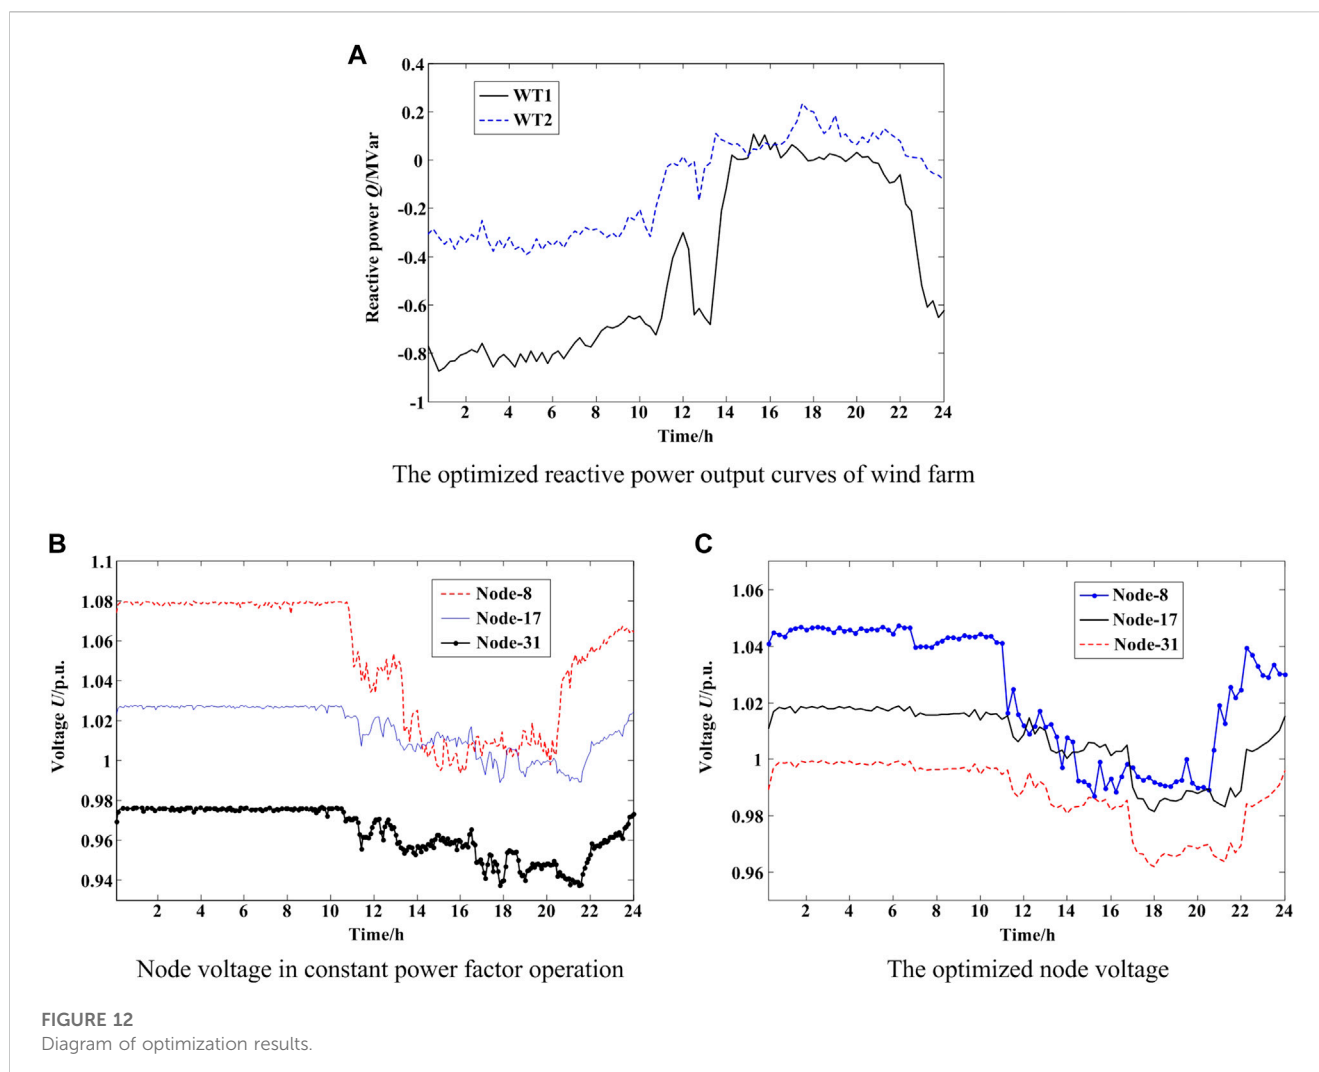 A
0.4
0.2
0
-0.2
-0.4
-0.6
-0.8
-1
Reactive power Q/MVar
WT1
WT2
2 4 6 8 10 12 14 16 18 20 22 24
Time/h
The optimized reactive power output curves of wind farm
B
1.1
1.08
1.06
1.04
1.02
1
0.98
0.96
0.94
Voltage U/p.u.
Node-8
Node-17
Node-31
2 4 6 8 10 12 14 16 18 20 22 24
Time/h
Node voltage in constant power factor operation
C
1.06
1.04
1.02
1
0.98
0.96
Voltage U/p.u.
Node-8
Node-17
Node-31
2 4 6 8 10 12 14 16 18 20 22 24
Time/h
The optimized node voltage
FIGURE 12
Diagram of optimization results.